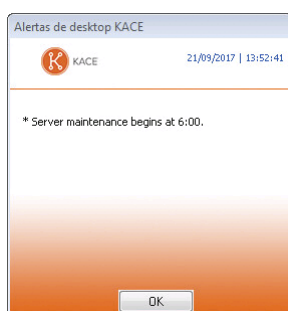 Alertas de desktop KACE
KACE
21/09/2017 | 13:52:41
* Server maintenance begins at 6:00.
OK